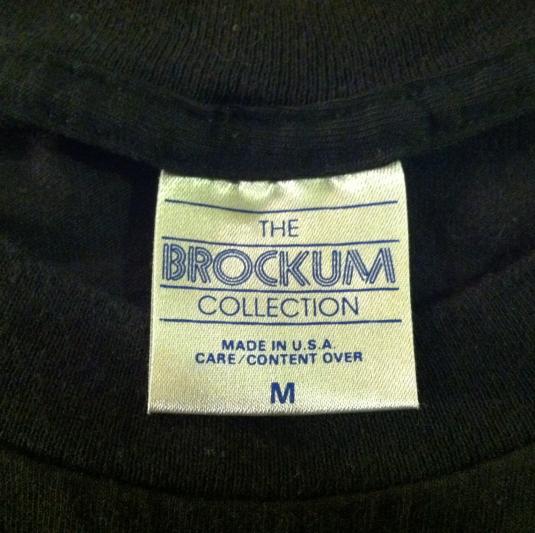 THE
BROCKUM
COLLECTION
MADE IN U.S.A.
CARE/CONTENT OVER
M